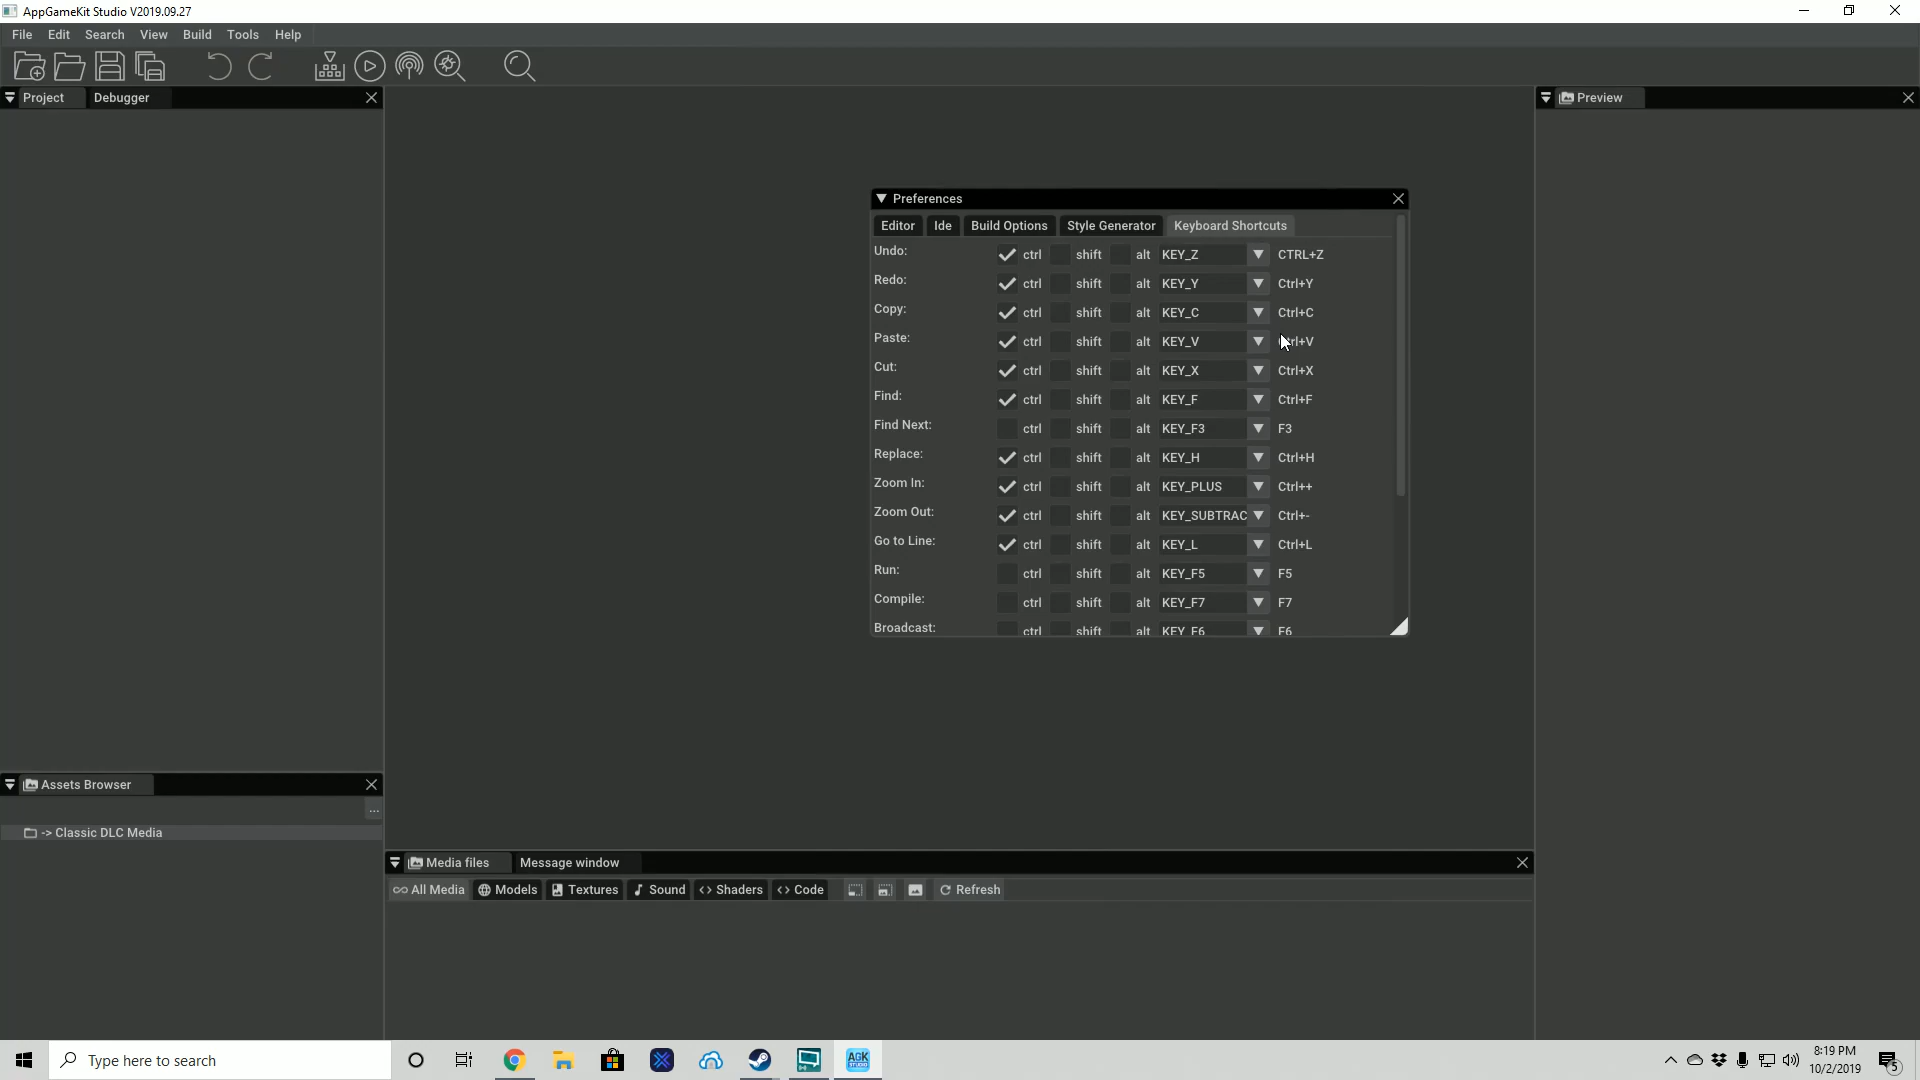 AppGameKit Studio V2019.09.27
File Edit Search View Build Tools Help
Project Debugger
Preview
Preferences
Editor Ide Build Options Style Generator Keyboard Shortcuts
Undo: ctrl shift alt KEY_Z CTRL+Z
Redo: ctrl shift alt KEY_Y Ctrl+Y
Copy: ctrl shift alt KEY_C Ctrl+C
Paste: ctrl shift alt KEY_V Ctrl+V
Cut: ctrl shift alt KEY_X Ctrl+X
Find: ctrl shift alt KEY_F Ctrl+F
Find Next: ctrl shift alt KEY_F3 F3
Replace: ctrl shift alt KEY_H Ctrl+H
Zoom In: ctrl shift alt KEY_PLUS Ctrl++
Zoom Out: ctrl shift alt KEY_SUBTRAC Ctrl+-
Go to Line: ctrl shift alt KEY_L Ctrl+L
Run: ctrl shift alt KEY_F5 F5
Compile: ctrl shift alt KEY_F7 F7
Broadcast: ctrl shift alt KEY_F6 F6
Assets Browser
...
-> Classic DLC Media
Media files Message window
All Media Models Textures Sound <> Shaders <> Code Refresh
Type here to search
AGK STUDIO
8:19 PM
10/2/2019
5